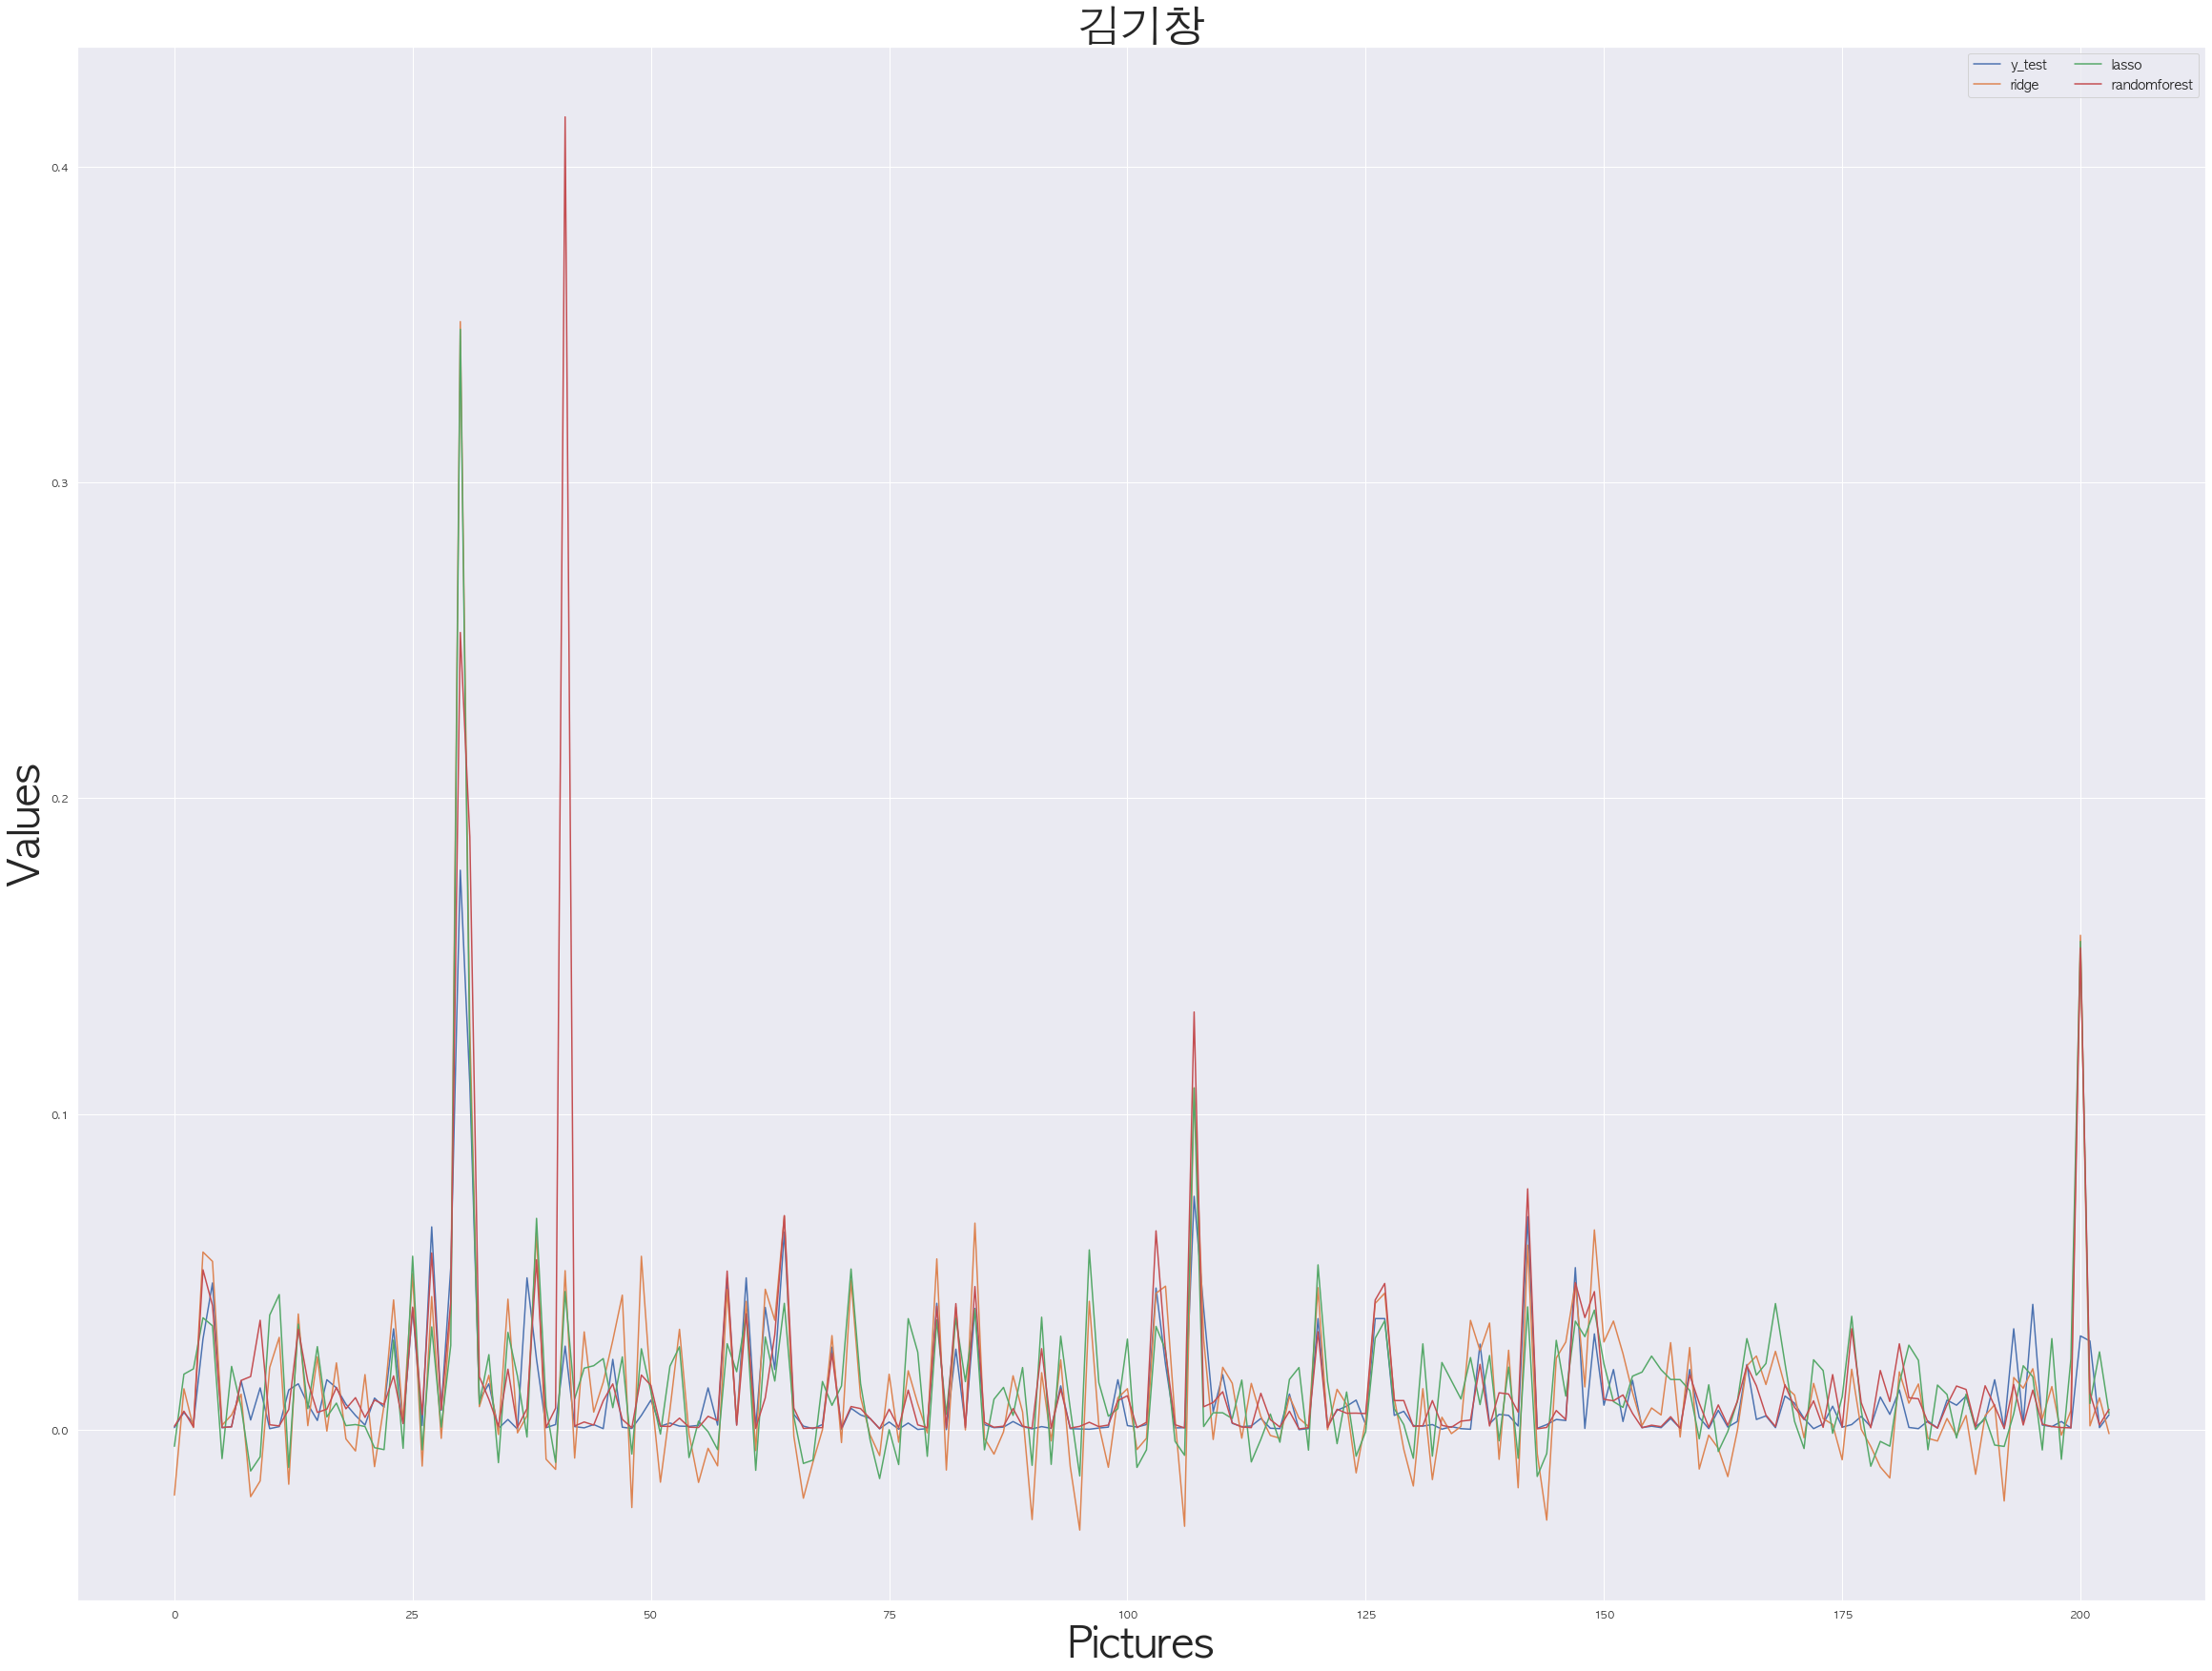 김기창
y_test
ridge
lasso
randomforest
0.4
0.3
0.2
0.1
0.0
Values
0 25 50 75 100 125 150 175 200
Pictures